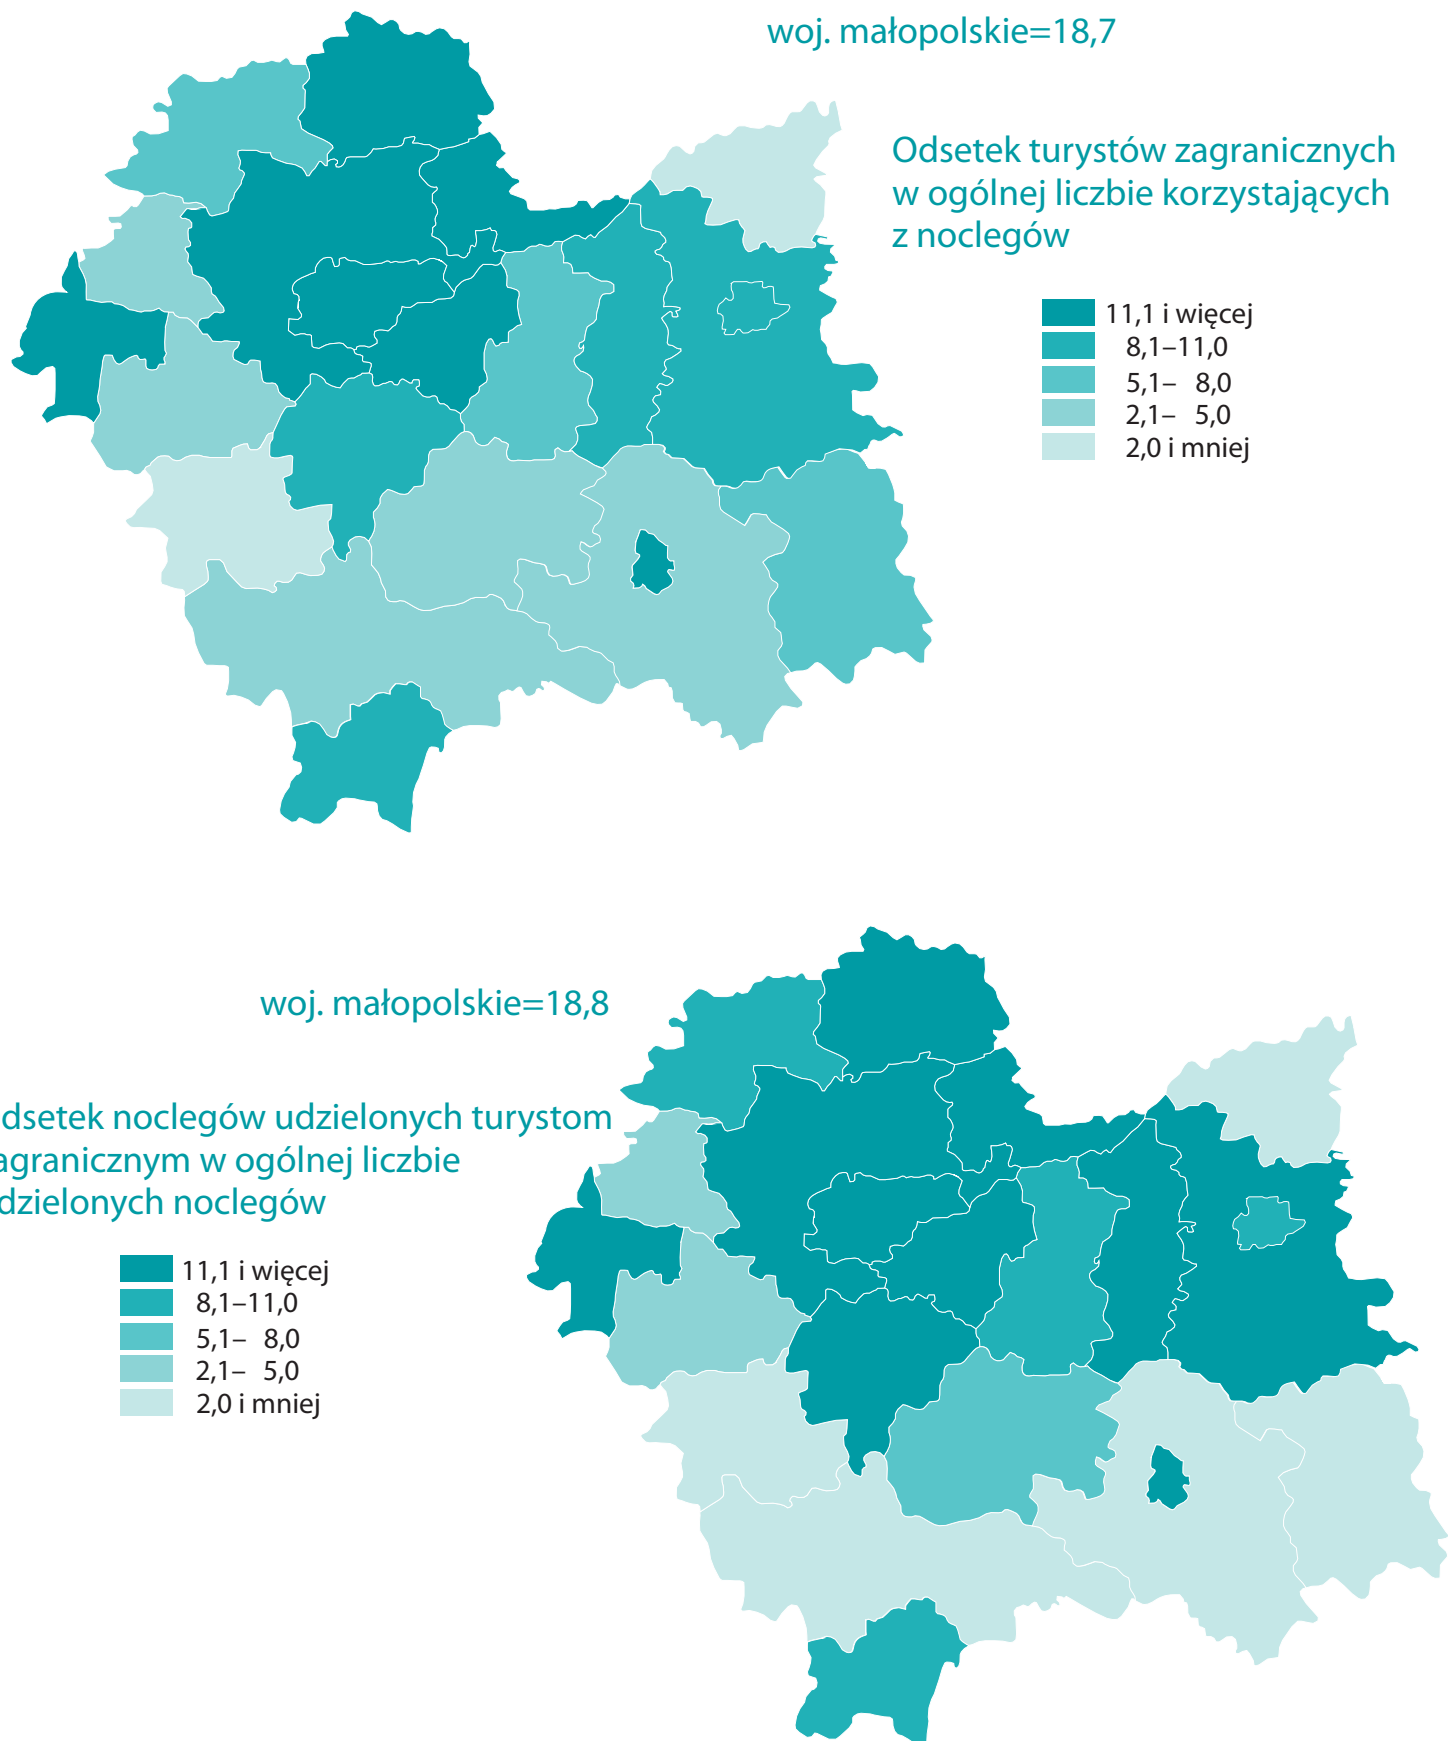 woj. małopolskie=18,7
Odsetek turystów zagranicznych
w ogólnej liczbie korzystających
z noclegów
11,1 i więcej
8,1–11,0
5,1– 8,0
2,1– 5,0
2,0 i mniej
woj. małopolskie=18,8
dsetek noclegów udzielonych turystom
agranicznym w ogólnej liczbie
dzielonych noclegów
11,1 i więcej
8,1–11,0
5,1– 8,0
2,1– 5,0
2,0 i mniej